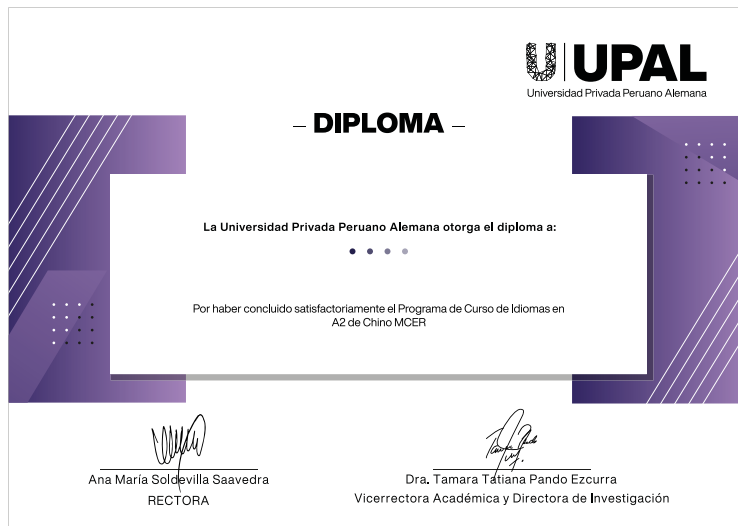 UPAL
Universidad Privada Peruano Alemana
– DIPLOMA –
La Universidad Privada Peruano Alemana otorga el diploma a:
Por haber concluido satisfactoriamente el Programa de Curso de Idiomas en
A2 de Chino MCER
Ana María Soldevilla Saavedra
RECTORA
Dra. Tamara Tatiana Pando Ezcurra
Vicerrectora Académica y Directora de Investigación